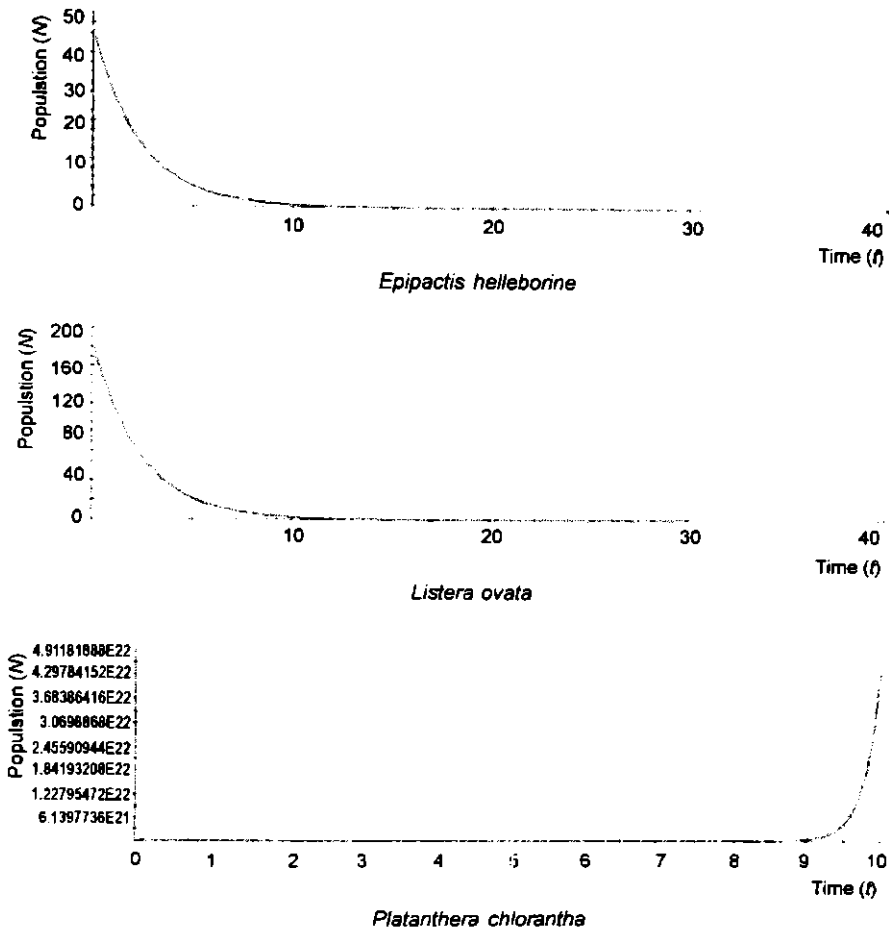 Population (N)
50
40
30
20
10
0
10
20
30
40
Time (t)
Epipactis helleborine
Populstion (N)
200
160
120
80
40
0
10
20
30
40
Time (t)
Listera ovata
Population (N)
4.91181888E22
4.29784152E22
3.68386416E22
3.0698868E22
2.45590944E22
1.84193208E22
1.22795472E22
6.1397736E21
0 1 2 3 4 5 6 7 8 9 10
Time (t)
Platanthera chlorantha